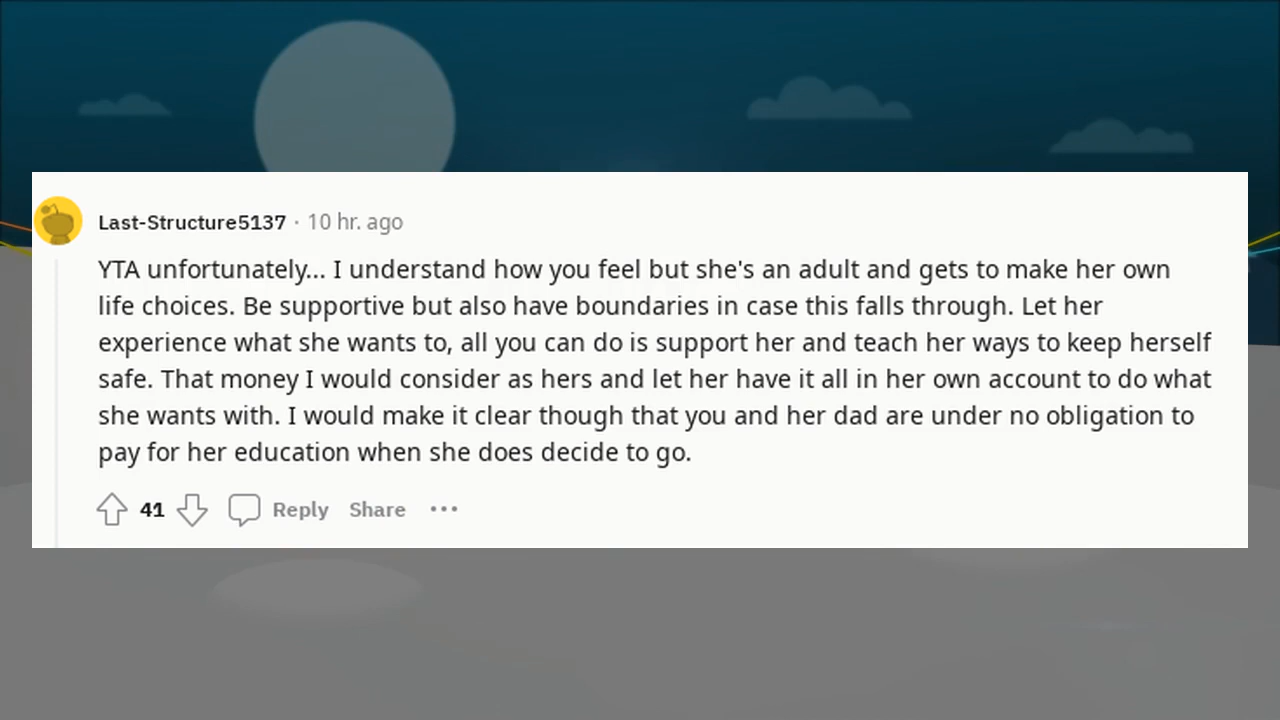 Last-Structure5137 · 10 hr. ago
YTA unfortunately... I understand how you feel but she's an adult and gets to make her own
life choices. Be supportive but also have boundaries in case this falls through. Let her
experience what she wants to, all you can do is support her and teach her ways to keep herself
safe. That money I would consider as hers and let her have it all in her own account to do what
she wants with. I would make it clear though that you and her dad are under no obligation to
pay for her education when she does decide to go.
41 Reply Share ···